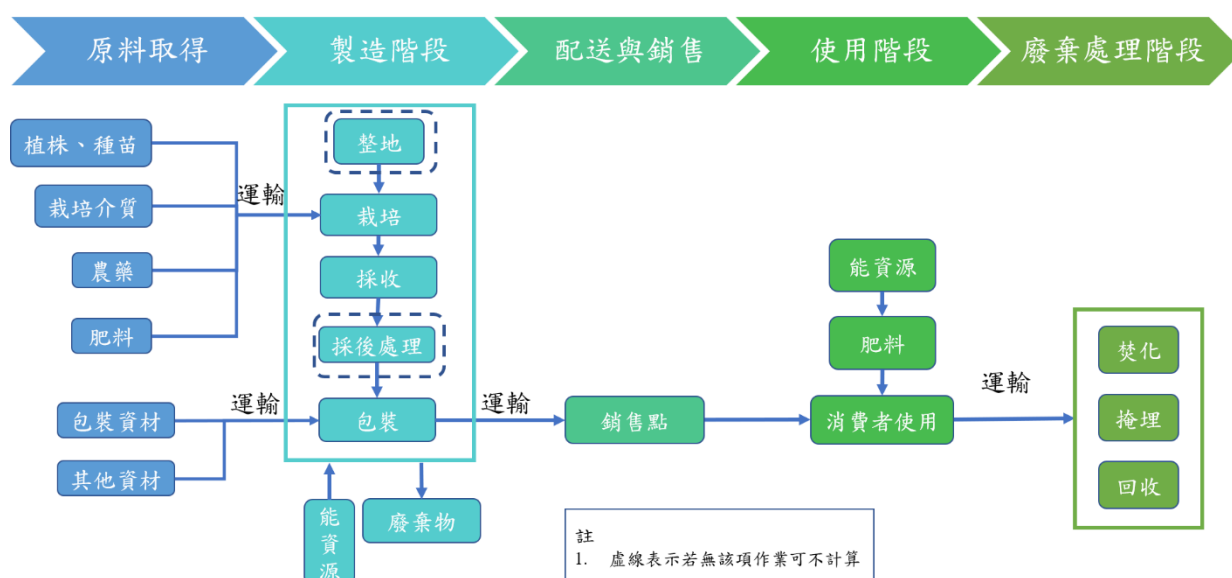 原料取得
製造階段
配送與銷售
使用階段
廢棄處理階段
植株、種苗
栽培介質
農藥
肥料
運輸
包裝資材
其他資材
運輸
整地
栽培
採收
採後處理
包裝
能資源
廢棄物
運輸
銷售點
能資源
肥料
消費者使用
運輸
焚化
掩埋
回收
註
1. 虛線表示若無該項作業可不計算